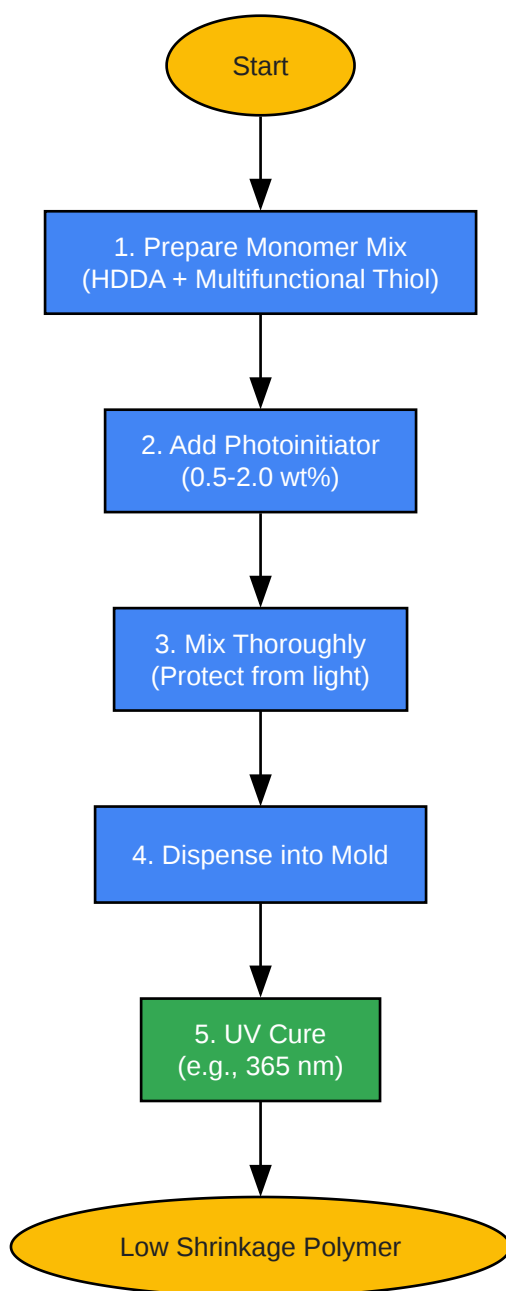 Start
1. Prepare Monomer Mix
(HDDA + Multifunctional Thiol)
2. Add Photoinitiator
(0.5-2.0 wt%)
3. Mix Thoroughly
(Protect from light)
4. Dispense into Mold
5. UV Cure
(e.g., 365 nm)
Low Shrinkage Polymer